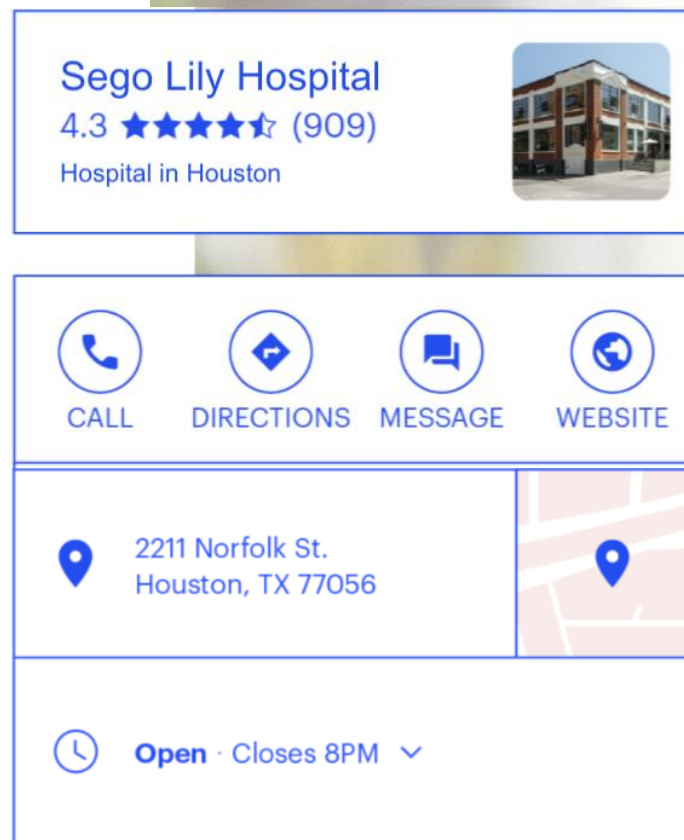 Sego Lily Hospital
4.3 (909)
Hospital in Houston
CALL DIRECTIONS MESSAGE WEBSITE
2211 Norfolk St.
Houston, TX 77056
Open · Closes 8PM